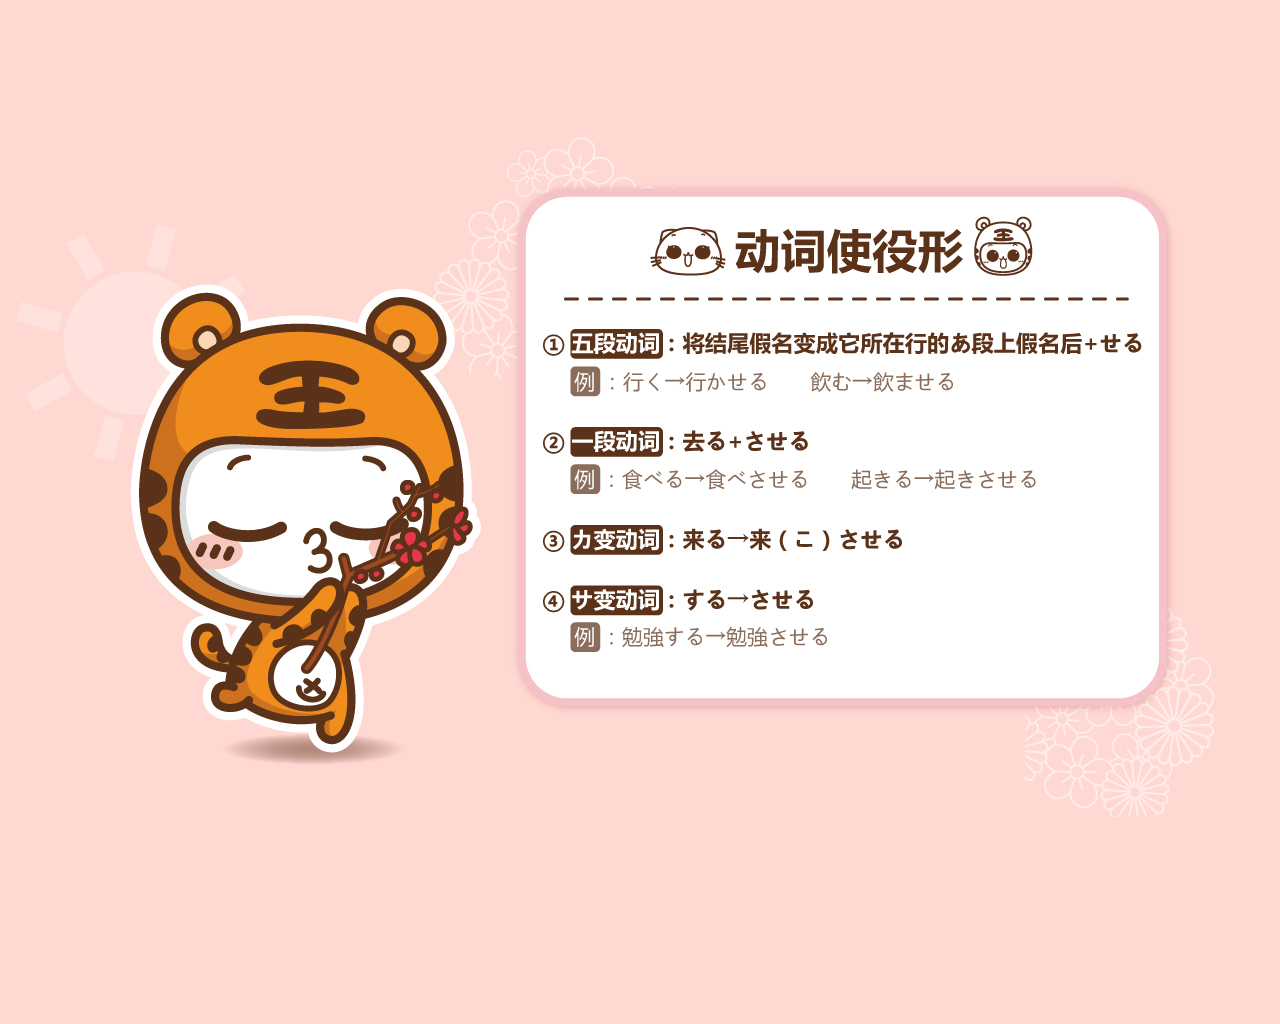 王
动词使役形
① 五段动词：将结尾假名变成它所在行的あ段上假名后+せる
例：行く→行かせる　　飲む→飲ませる
② 一段动词：去る+させる
例：食べる→食べさせる　　起きる→起きさせる
③ カ变动词：来る→来（こ）させる
④ サ变动词：する→させる
例：勉強する→勉強させる